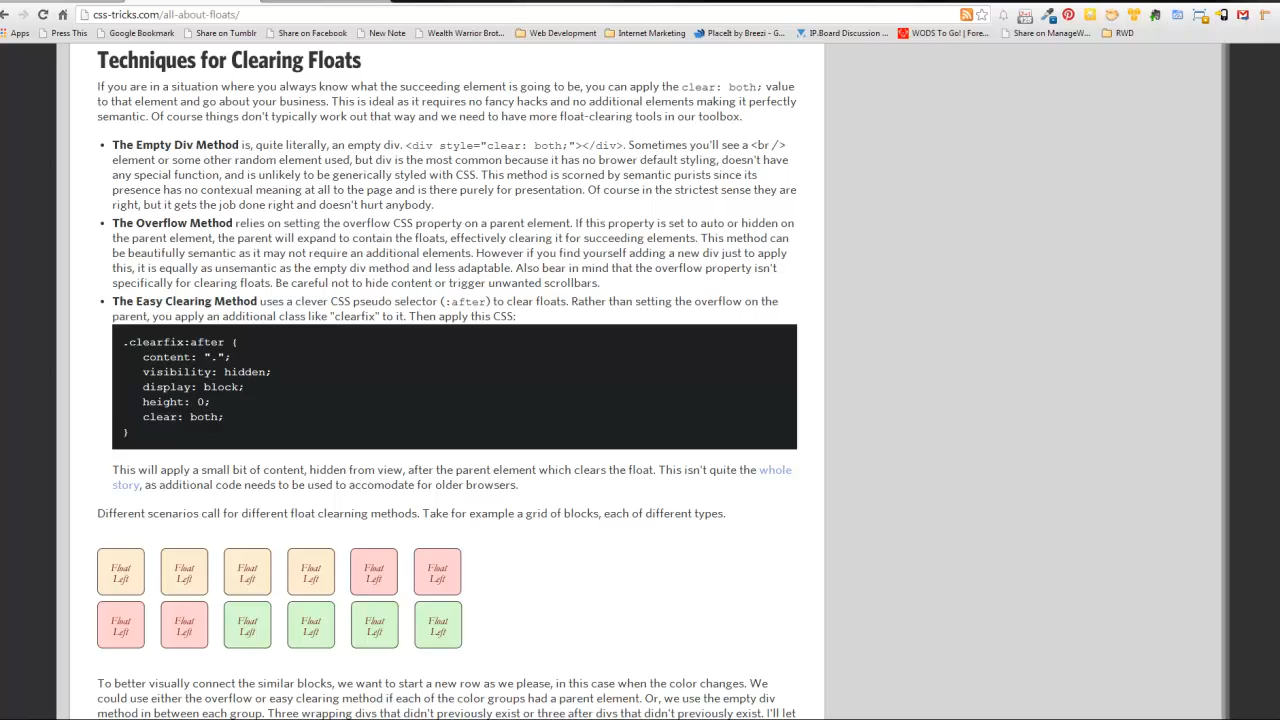 css-tricks.com/all-about-floats/
Apps Press This Google Bookmark Share on Tumblr Share on Facebook New Note Wealth Warrior Brot... Web Development Internet Marketing PlaceIt by Breezi - G... IP.Board Discussion ... WODS To Go! | Fore... Share on ManageW... RWD
Techniques for Clearing Floats
If you are in a situation where you always know what the succeeding element is going to be, you can apply the clear: both; value
to that element and go about your business. This is ideal as it requires no fancy hacks and no additional elements making it perfectly
semantic. Of course things don't typically work out that way and we need to have more float-clearing tools in our toolbox.
• The Empty Div Method is, quite literally, an empty div. <div style="clear: both;"></div>. Sometimes you'll see a <br />
element or some other random element used, but div is the most common because it has no brower default styling, doesn't have
any special function, and is unlikely to be generically styled with CSS. This method is scorned by semantic purists since its
presence has no contexual meaning at all to the page and is there purely for presentation. Of course in the strictest sense they are
right, but it gets the job done right and doesn't hurt anybody.
• The Overflow Method relies on setting the overflow CSS property on a parent element. If this property is set to auto or hidden on
the parent element, the parent will expand to contain the floats, effectively clearing it for succeeding elements. This method can
be beautifully semantic as it may not require an additional elements. However if you find yourself adding a new div just to apply
this, it is equally as unsemantic as the empty div method and less adaptable. Also bear in mind that the overflow property isn't
specifically for clearing floats. Be careful not to hide content or trigger unwanted scrollbars.
• The Easy Clearing Method uses a clever CSS pseudo selector (:after) to clear floats. Rather than setting the overflow on the
parent, you apply an additional class like "clearfix" to it. Then apply this CSS:
.clearfix:after {
content: ".";
visibility: hidden;
display: block;
height: 0;
clear: both;
}
This will apply a small bit of content, hidden from view, after the parent element which clears the float. This isn't quite the whole
story, as additional code needs to be used to accomodate for older browsers.
Different scenarios call for different float clearning methods. Take for example a grid of blocks, each of different types.
Float Float Float Float Float Float
Left Left Left Left Left Left
Float Float Float Float Float Float
Left Left Left Left Left Left
To better visually connect the similar blocks, we want to start a new row as we please, in this case when the color changes. We
could use either the overflow or easy clearing method if each of the color groups had a parent element. Or, we use the empty div
method in between each group. Three wrapping divs that didn't previously exist or three after divs that didn't previously exist. I'll let